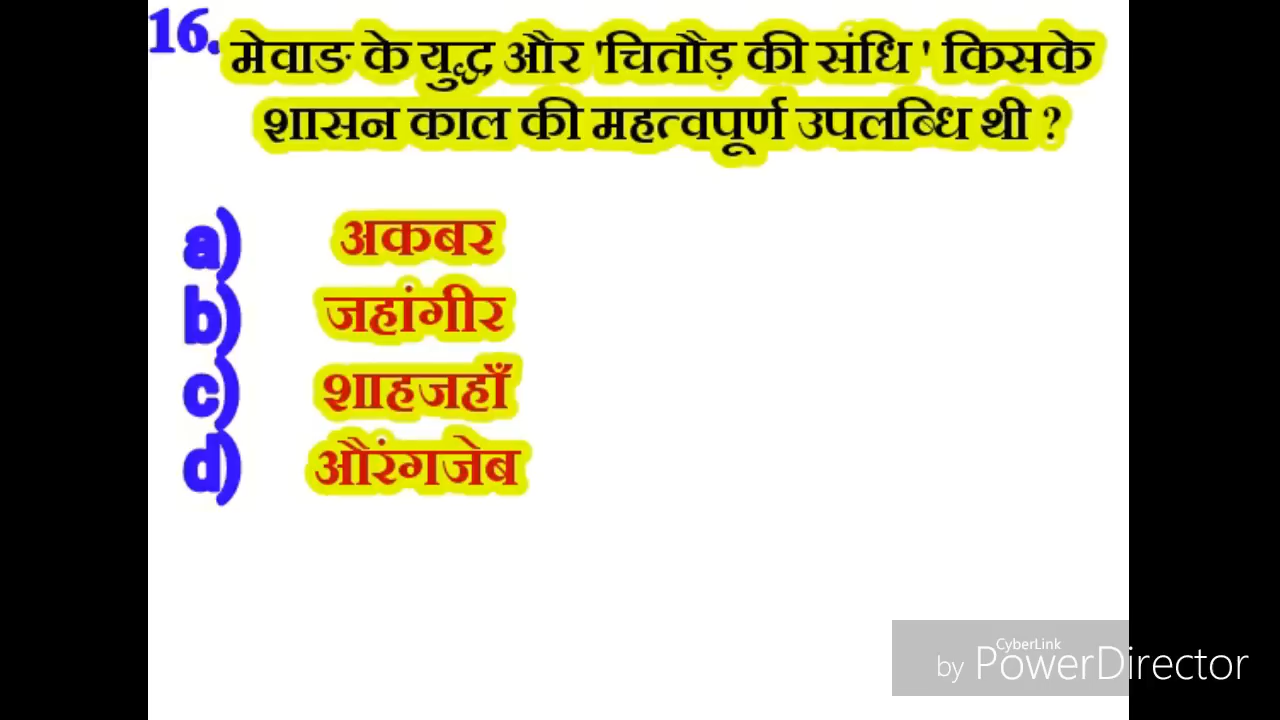 16. मेवाङ के युद्ध और 'चितौड़ की संधि ' किसके
शासन काल की महत्वपूर्ण उपलब्धि थी ?
a) अकबर
b) जहांगीर
c) शाहजहाँ
d) औरंगजेब
CyberLink
by PowerDirector